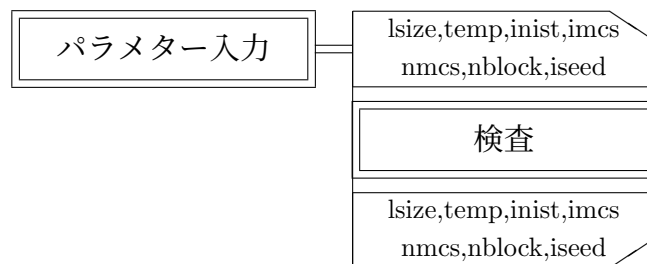 パラメター入力
lsize,temp,inist,imcs
nmcs,nblock,iseed
検査
lsize,temp,inist,imcs
nmcs,nblock,iseed